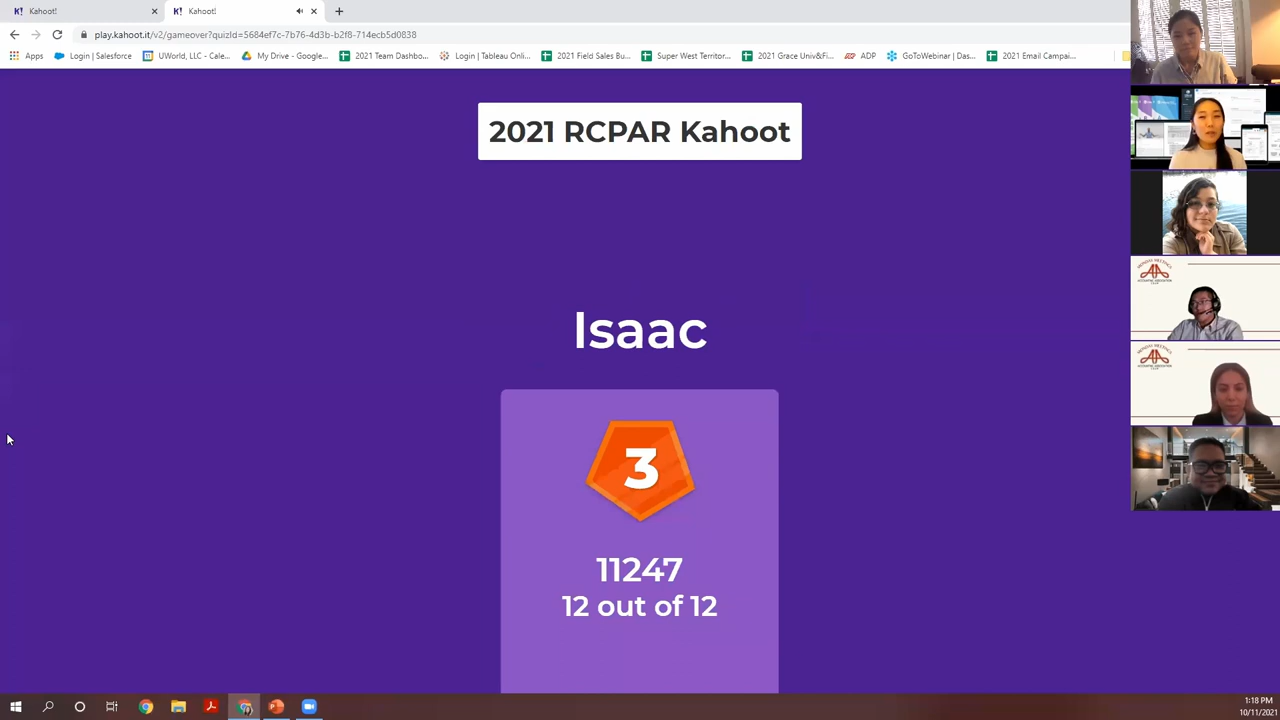 Kahoot!
Kahoot!
play.kahoot.it/v2/gameover?quizId=5684ef7c-7b76-4d3b-b2f8-714ecb5d0838
Apps
Login | Salesforce
UWorld, LLC - Cale...
My Drive - Google...
2021 Team Dashbo...
Login | Tableau Onli...
2021 Field Sales Bu...
Super West Territor...
2021 Grace Univ&Fi...
ADP
GoToWebinar | Das...
2021 Email Campai...
2021 RCPAR Kahoot
Isaac
3
11247
12 out of 12
1:18 PM
10/11/2021